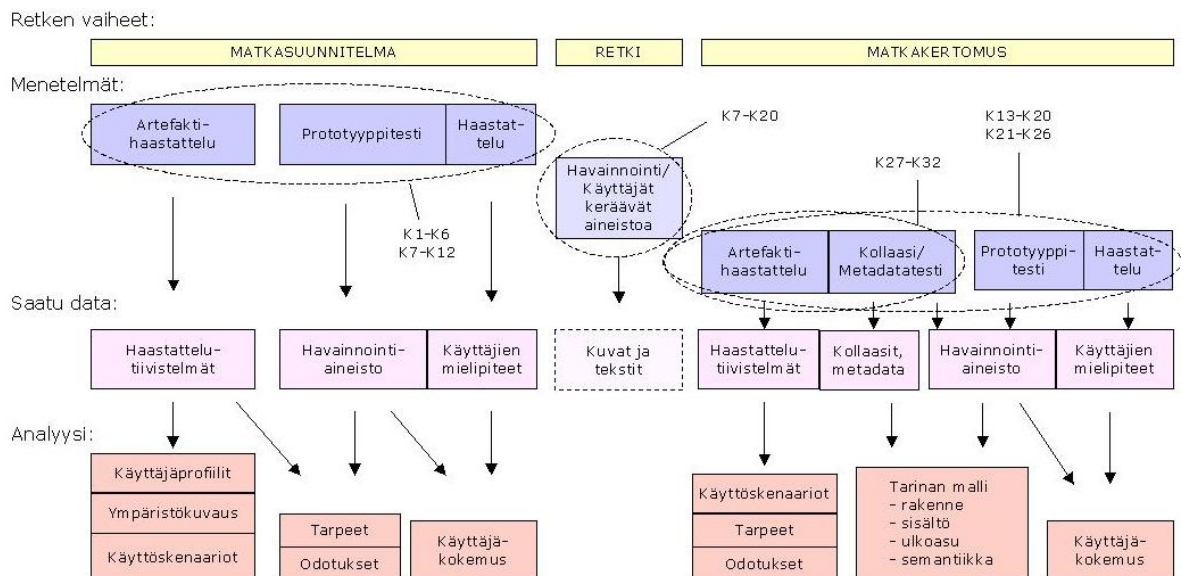 Retken vaiheet:
MATKASUUNNITELMA
RETKI
MATKAKERTOMUS
Menetelmät:
Artefakti-
haastattelu
Prototyyppitesti
Haastat-
telu
K1-K6
K7-K12
Havainnointi/
Käyttäjät
keräävät
aineistoa
K7-K20
K27-K32
K13-K20
K21-K26
Artefakti-
haastattelu
Kollaasi/
Metadatatesti
Prototyyppi-
testi
Haastat-
telu
Saatu data:
Haastattelu-
tiivistelmät
Havainnointi-
aineisto
Käyttäjien
mielipiteet
Kuvat ja
tekstit
Haastattelu-
tiivistelmät
Kollaasit,
metadata
Havainnointi-
aineisto
Käyttäjien
mielipiteet
Analyysi:
Käyttäjäprofiilit
Ympäristökuvaus
Käyttöskenaariot
Tarpeet
Odotukset
Käyttäjä-
kokemus
Käyttöskenaariot
Tarpeet
Odotukset
Tarinan malli
- rakenne
- sisältö
- ulkoasu
- semantiikka
Käyttäjä-
kokemus